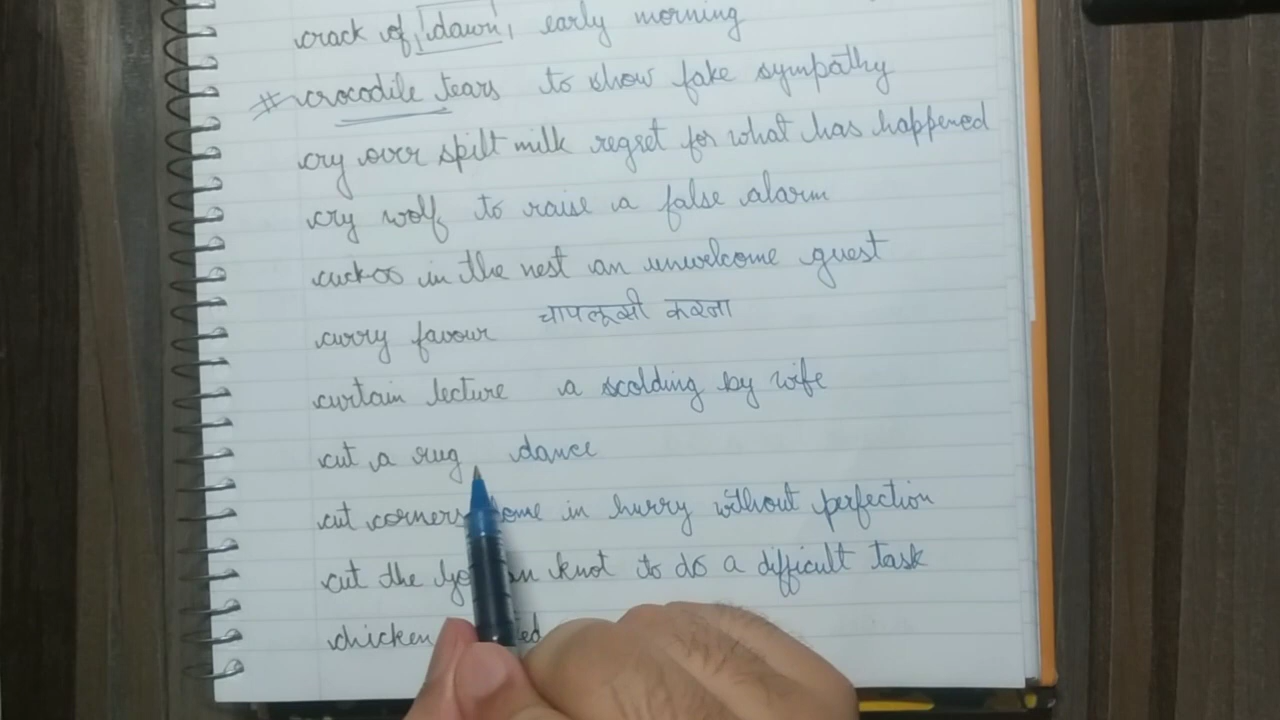 crack of dawn early morning
# crocodile tears to show fake sympathy
cry over spilt milk regret for what has happened
cry wolf to raise a false alarm
cuckoo in the nest an unwelcome guest
curry favour चापलूसी करना
curtain lecture a scolding by wife
cut a rug dance
cut corners in hurry without perfection
cut the knot to do a difficult task
chicken